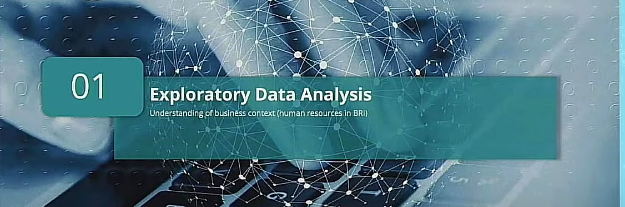 01
Exploratory Data Analysis
Understanding of business context (human resources in BRI)